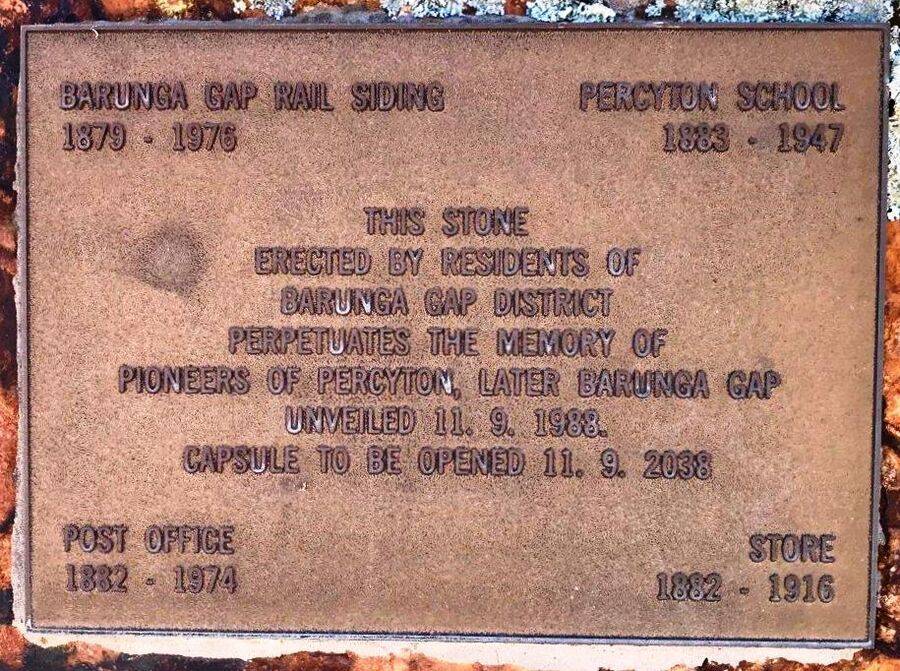 BARUNGA GAP RAIL SIDING
1879 - 1976
PERCYTON SCHOOL
1883 - 1947
THIS STONE
ERECTED BY RESIDENTS OF
BARUNGA GAP DISTRICT
PERPETUATES THE MEMORY OF
PIONEERS OF PERCYTON, LATER BARUNGA GAP
UNVEILED 11. 9. 1988.
CAPSULE TO BE OPENED 11. 9. 2038
POST OFFICE
1882 - 1974
STORE
1882 - 1916